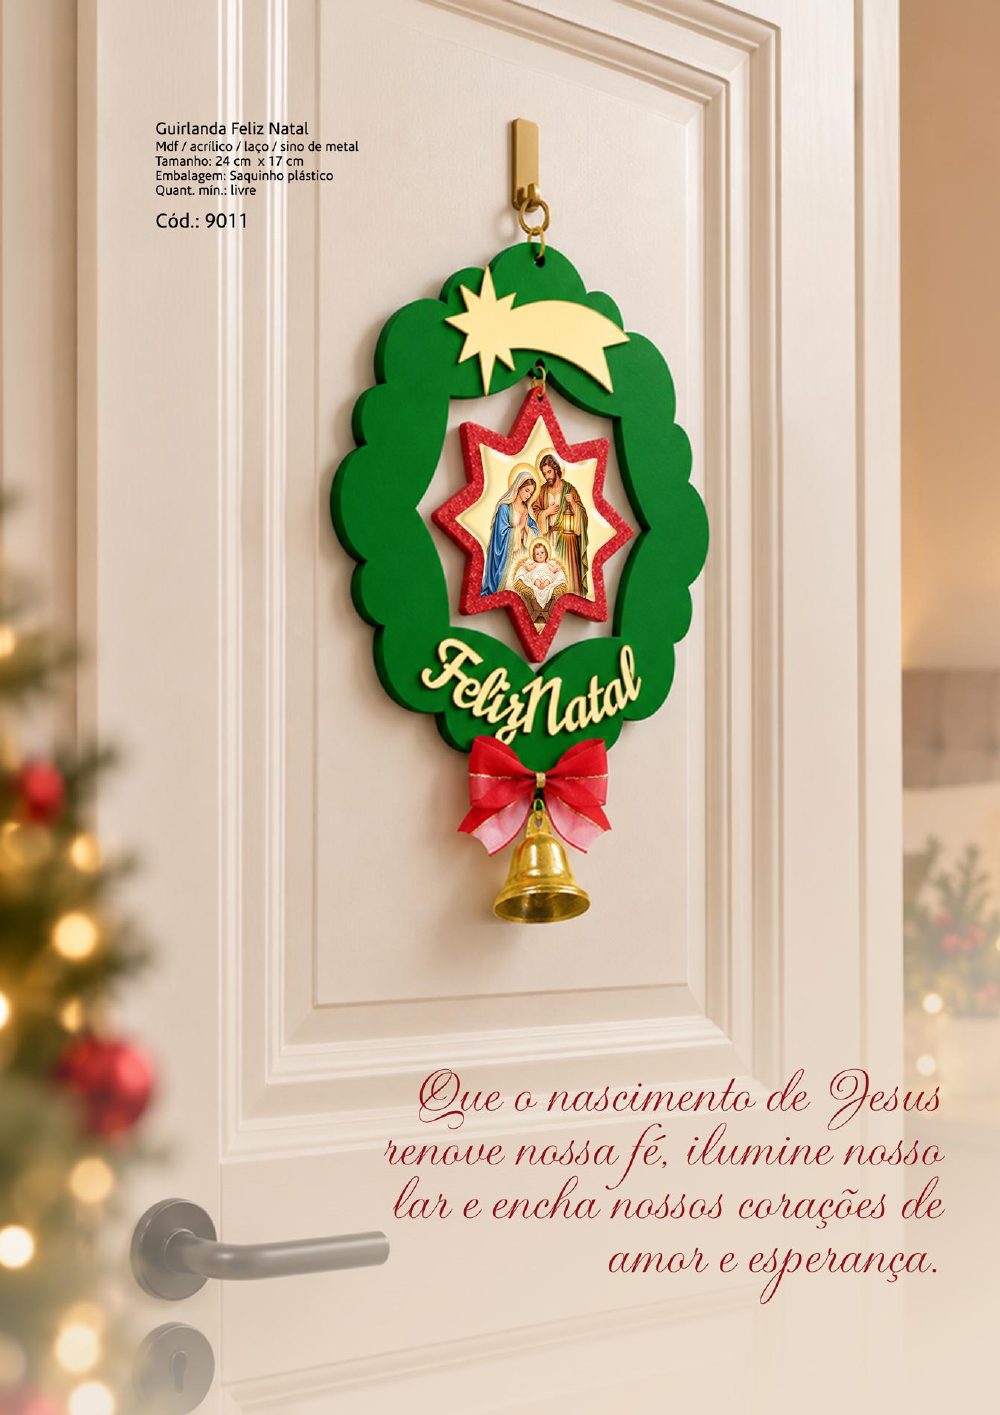 Guirlanda Feliz Natal
Mdf / acrílico / laço / sino de metal
Tamanho: 24 cm x 17 cm
Embalagem: Saquinho plástico
Quant. mín.: livre
Cód.: 9011
Feliz Natal
Que o nascimento de Jesus
renove nossa fé, ilumine nosso
lar e encha nossos corações de
amor e esperança.